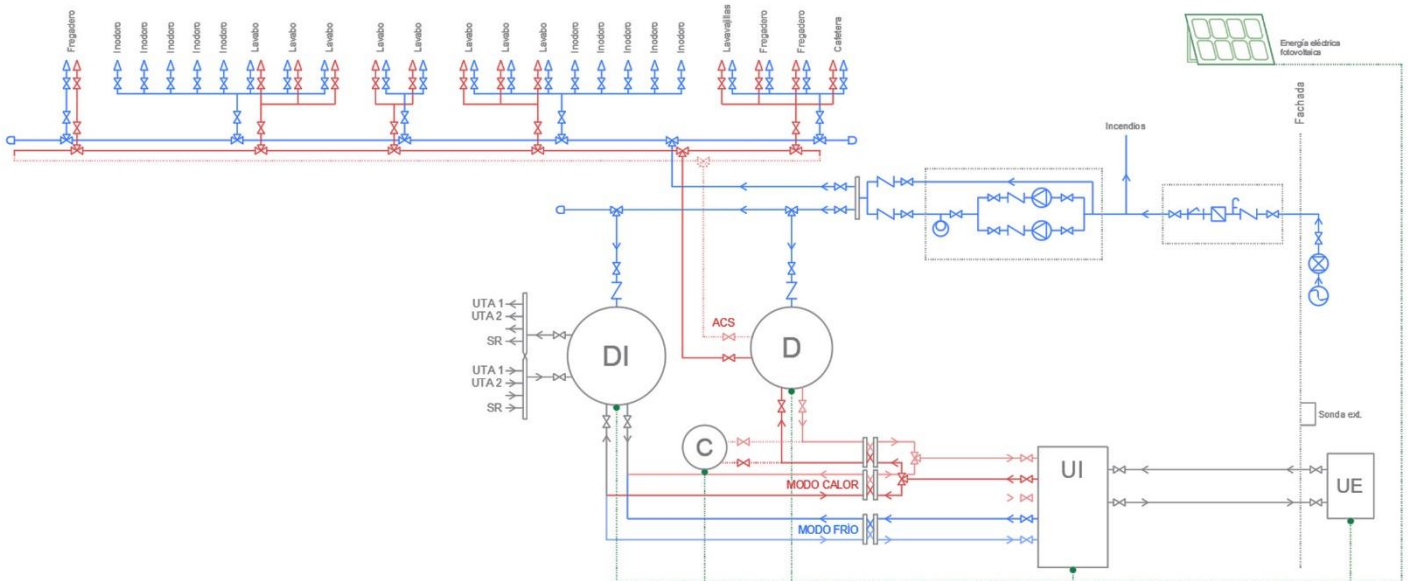 Fregadero
Inodoro
Inodoro
Inodoro
Inodoro
Inodoro
Lavabo
Lavabo
Lavabo
Lavabo
Lavabo
Lavabo
Lavabo
Lavabo
Inodoro
Inodoro
Inodoro
Inodoro
Inodoro
Lavavajillas
Fregadero
Fregadero
Cafetera
Energía eléctrica
fotovoltaica
Fachada
Incendios
UTA 1
UTA 2
SR
UTA 1
UTA 2
SR
DI
ACS
D
Sonda ext.
C
MODO CALOR
MODO FRÍO
UI
UE